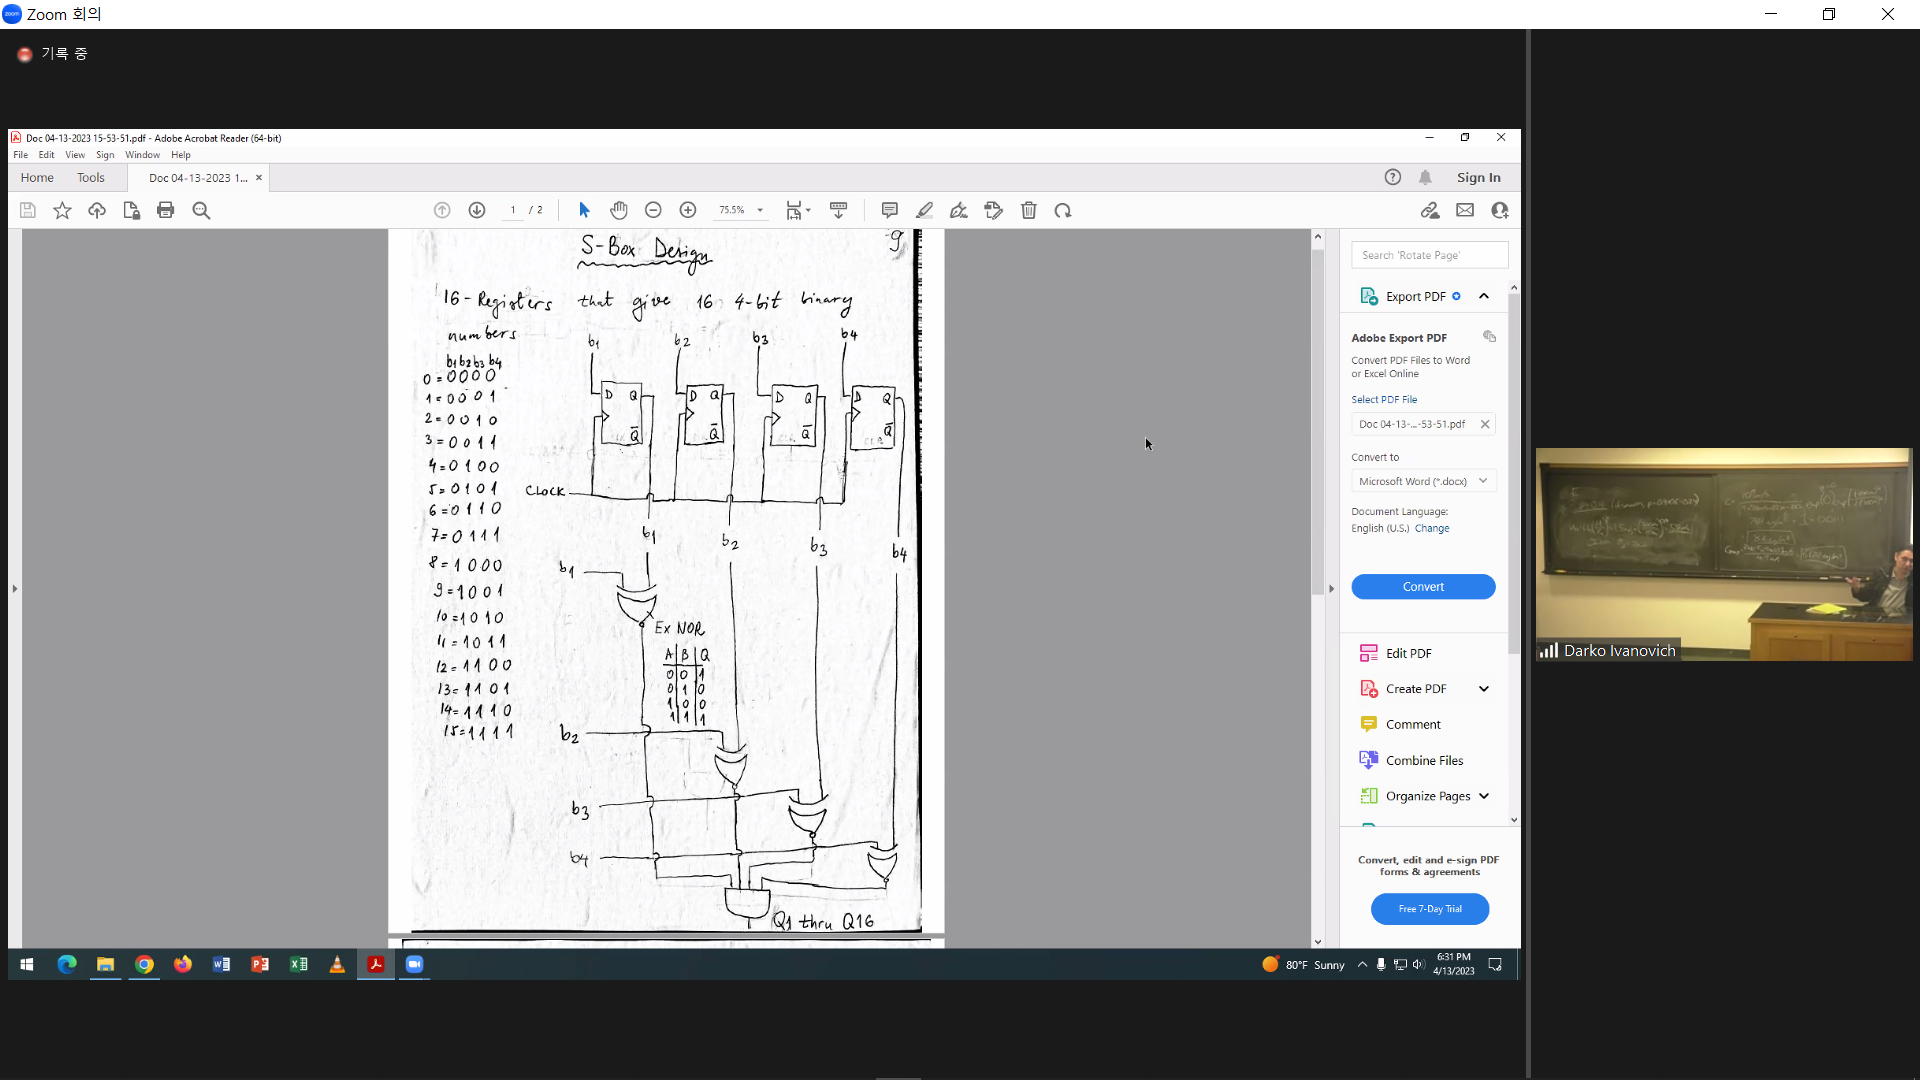 Zoom 회의
기록 중
Doc 04-13-2023 15-53-51.pdf - Adobe Acrobat Reader (64-bit)
File Edit View Sign Window Help
Home Tools Doc 04-13-2023 1... × Sign In
1 / 2 75.5%
S-Box Design 9
16-Registers that give 16 4-bit binary
numbers
b1 b2 b3 b4
b1b2b3b4
0=0000
1=0001
2=0010
3=0011
4=0100
5=0101
6=0110
7=0111
8=1000
9=1001
10=1010
11=1011
12=1100
13=1101
14=1110
15=1111
D Q D Q D Q D Q
Q̄ Q̄ Q̄ Q̄
CLOCK
b1 b2 b3 b4
b1
Ex NOR
A B Q
0 0 1
0 1 0
1 0 0
1 1 1
b2
b3
b4
Q1 thru Q16
Search 'Rotate Page'
Export PDF
Adobe Export PDF
Convert PDF Files to Word
or Excel Online
Select PDF File
Doc 04-13-...-53-51.pdf
Convert to
Microsoft Word (*.docx)
Document Language:
English (U.S.) Change
Convert
Edit PDF
Create PDF
Comment
Combine Files
Organize Pages
Convert, edit and e-sign PDF
forms & agreements
Free 7-Day Trial
80°F Sunny
6:31 PM
4/13/2023
Darko Ivanovich